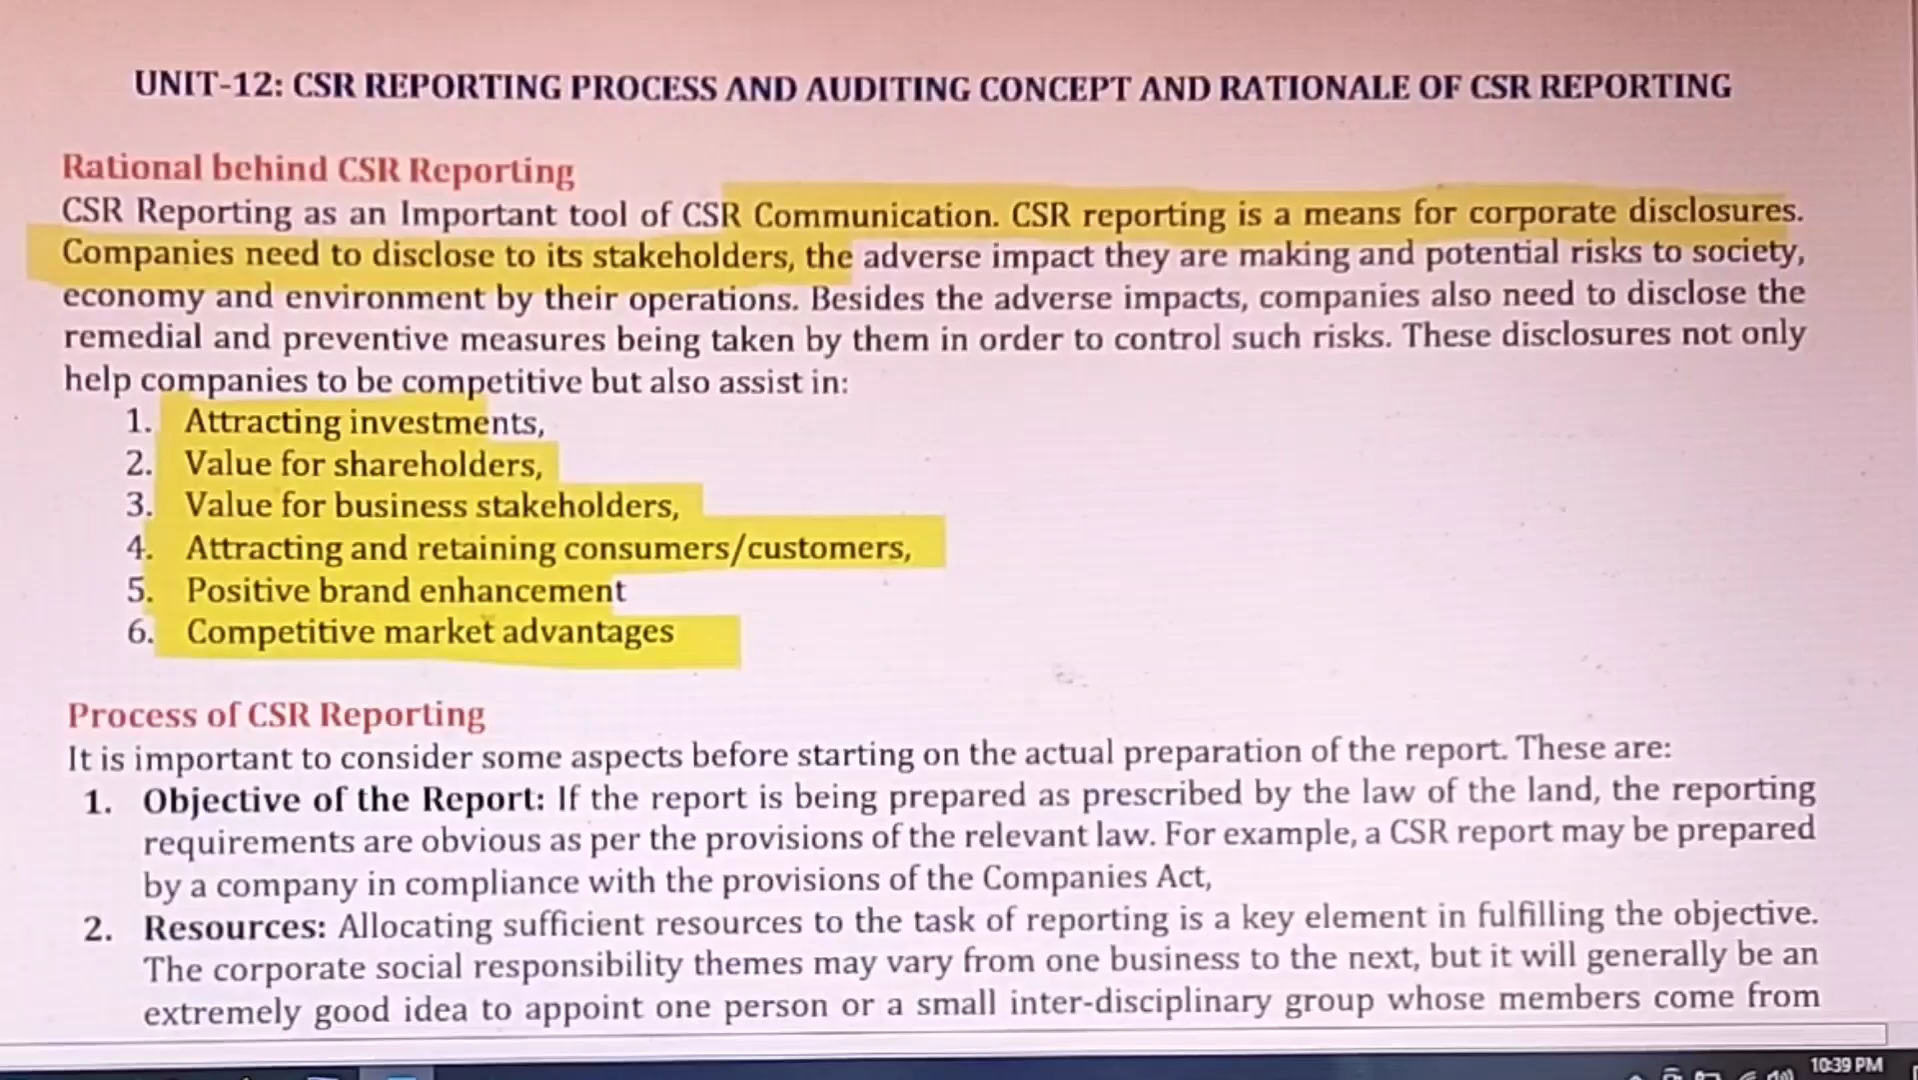 UNIT-12: CSR REPORTING PROCESS AND AUDITING CONCEPT AND RATIONALE OF CSR REPORTING
Rational behind CSR Reporting
CSR Reporting as an Important tool of CSR Communication. CSR reporting is a means for corporate disclosures.
Companies need to disclose to its stakeholders, the adverse impact they are making and potential risks to society,
economy and environment by their operations. Besides the adverse impacts, companies also need to disclose the
remedial and preventive measures being taken by them in order to control such risks. These disclosures not only
help companies to be competitive but also assist in:
1. Attracting investments,
2. Value for shareholders,
3. Value for business stakeholders,
4. Attracting and retaining consumers/customers,
5. Positive brand enhancement
6. Competitive market advantages
Process of CSR Reporting
It is important to consider some aspects before starting on the actual preparation of the report. These are:
1. Objective of the Report: If the report is being prepared as prescribed by the law of the land, the reporting
requirements are obvious as per the provisions of the relevant law. For example, a CSR report may be prepared
by a company in compliance with the provisions of the Companies Act,
2. Resources: Allocating sufficient resources to the task of reporting is a key element in fulfilling the objective.
The corporate social responsibility themes may vary from one business to the next, but it will generally be an
extremely good idea to appoint one person or a small inter-disciplinary group whose members come from
10:39 PM